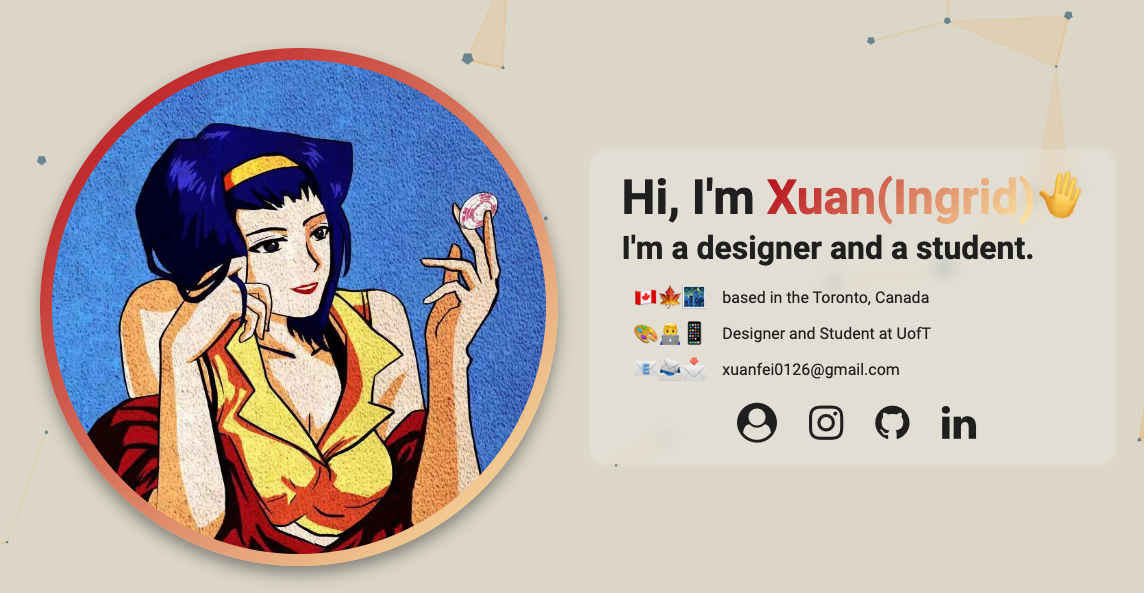 Hi, I'm Xuan(Ingrid)👋
I'm a designer and a student.
based in the Toronto, Canada
Designer and Student at UofT
xuanfei0126@gmail.com
in